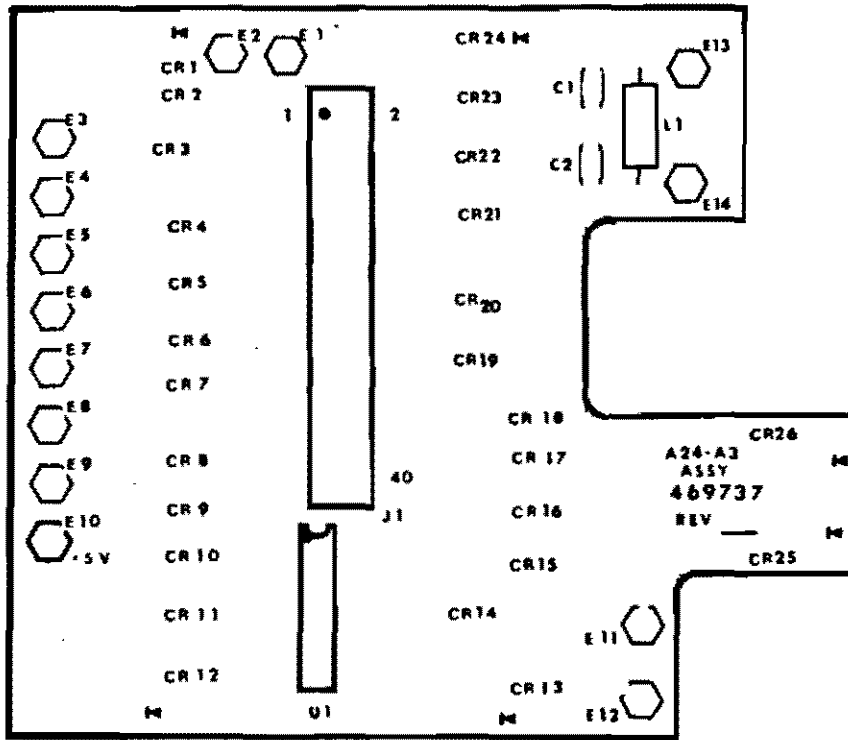 E2
E1
CR1
CR2
CR24
E13
CR23
C1
L1
1
2
E3
CR3
CR22
C2
E4
CR21
E14
CR4
E5
CR5
CR20
E6
CR6
E7
CR19
CR7
E8
CR18
CR26
E9
CR8
40
CR17
A24-A3
ASSY
469737
CR9
J1
CR16
REV
E10
-5V
CR10
CR15
CR25
CR11
CR14
E11
CR12
CR13
E12
U1